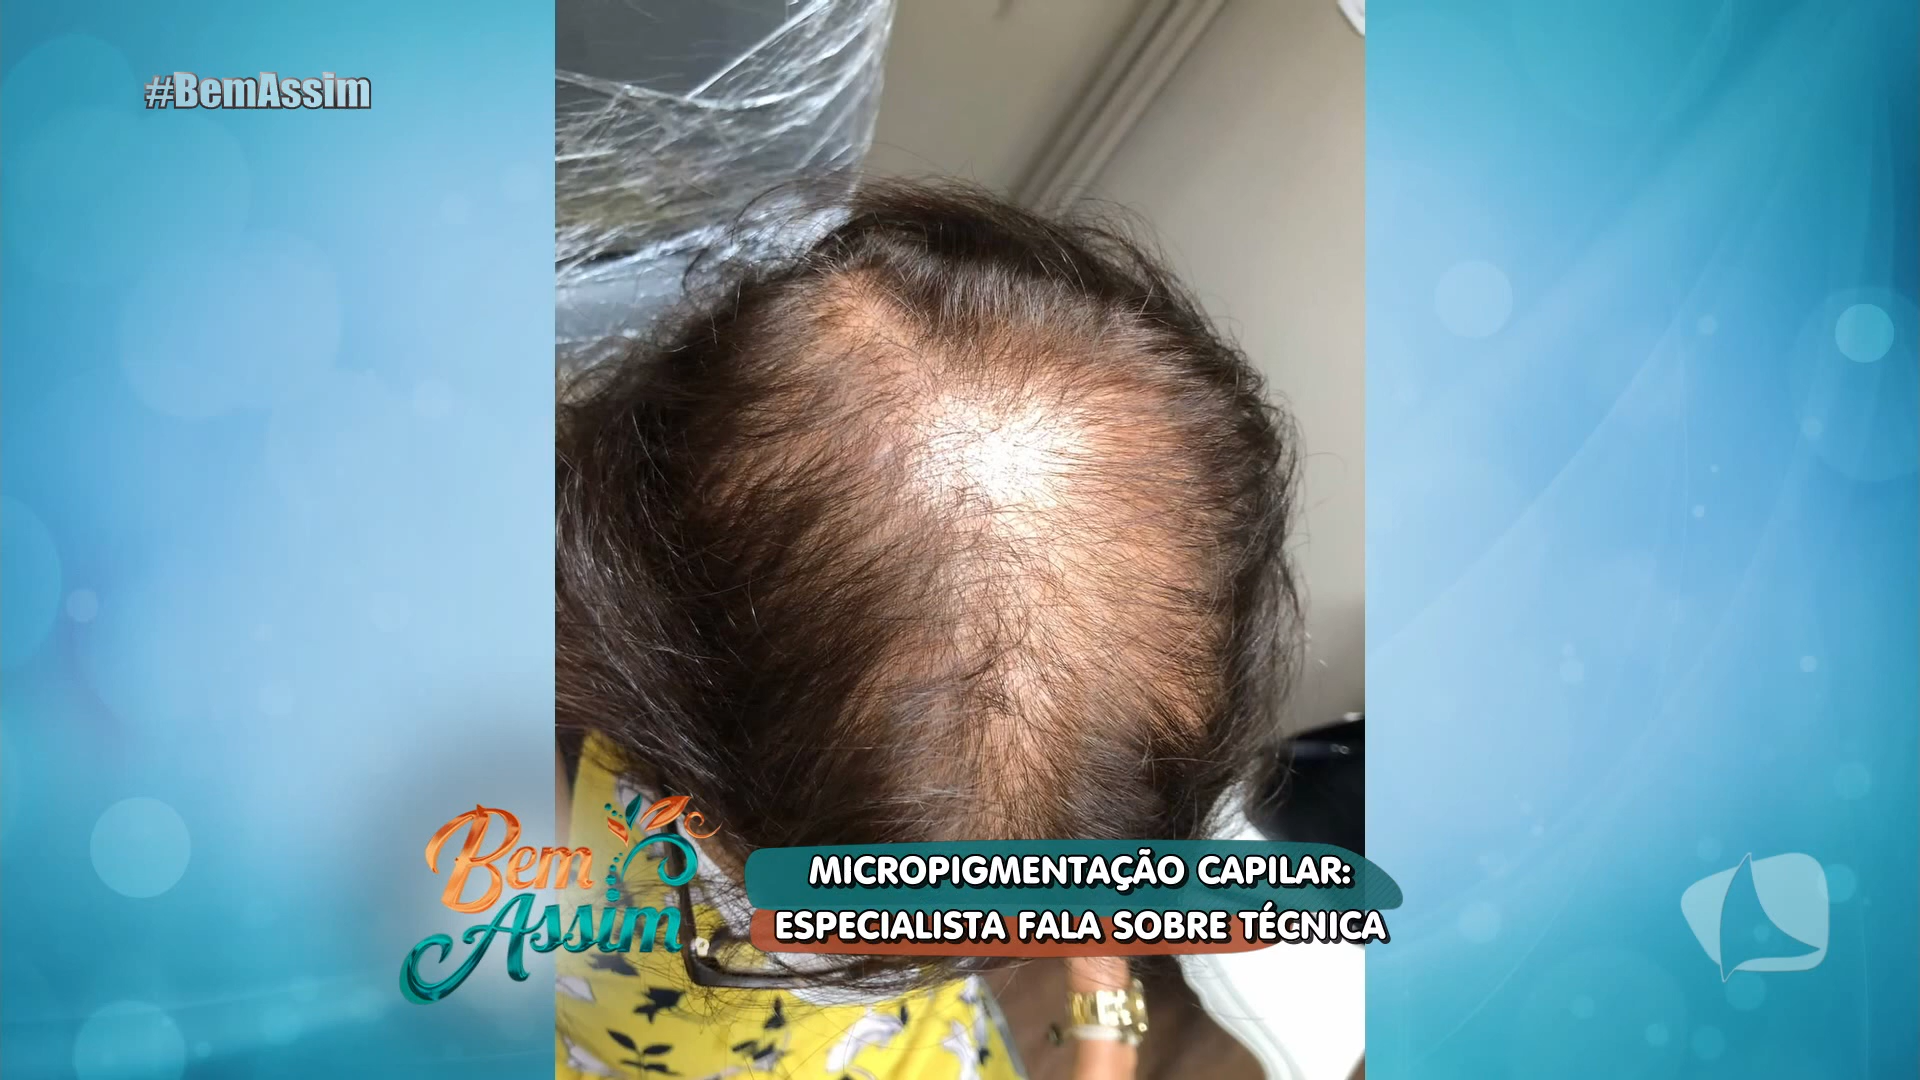 #BemAssim
Bem
Assim
MICROPIGMENTAÇÃO CAPILAR:
ESPECIALISTA FALA SOBRE TÉCNICA